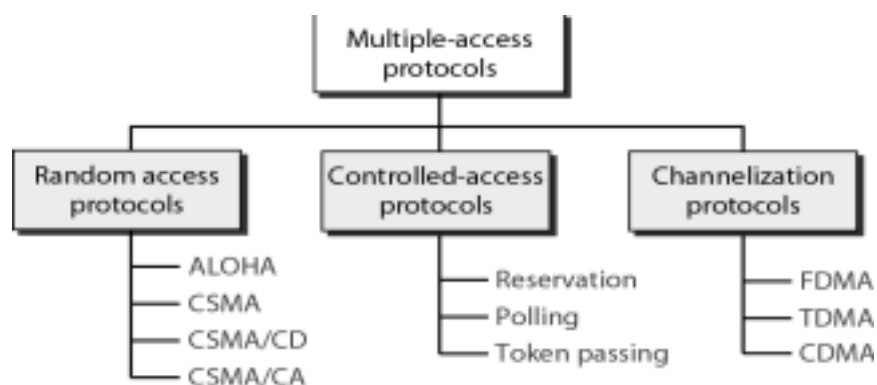 Multiple-access
protocols
Random access
protocols
Controlled-access
protocols
Channelization
protocols
ALOHA
CSMA
CSMA/CD
CSMA/CA
Reservation
Polling
Token passing
FDMA
TDMA
CDMA